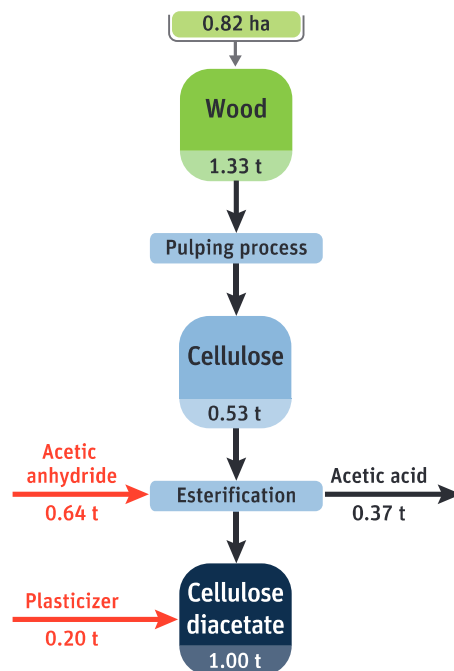 0.82 ha
Wood
1.33 t
Pulping process
Cellulose
0.53 t
Acetic
anhydride
0.64 t
Esterification
Acetic acid
0.37 t
Plasticizer
0.20 t
Cellulose
diacetate
1.00 t